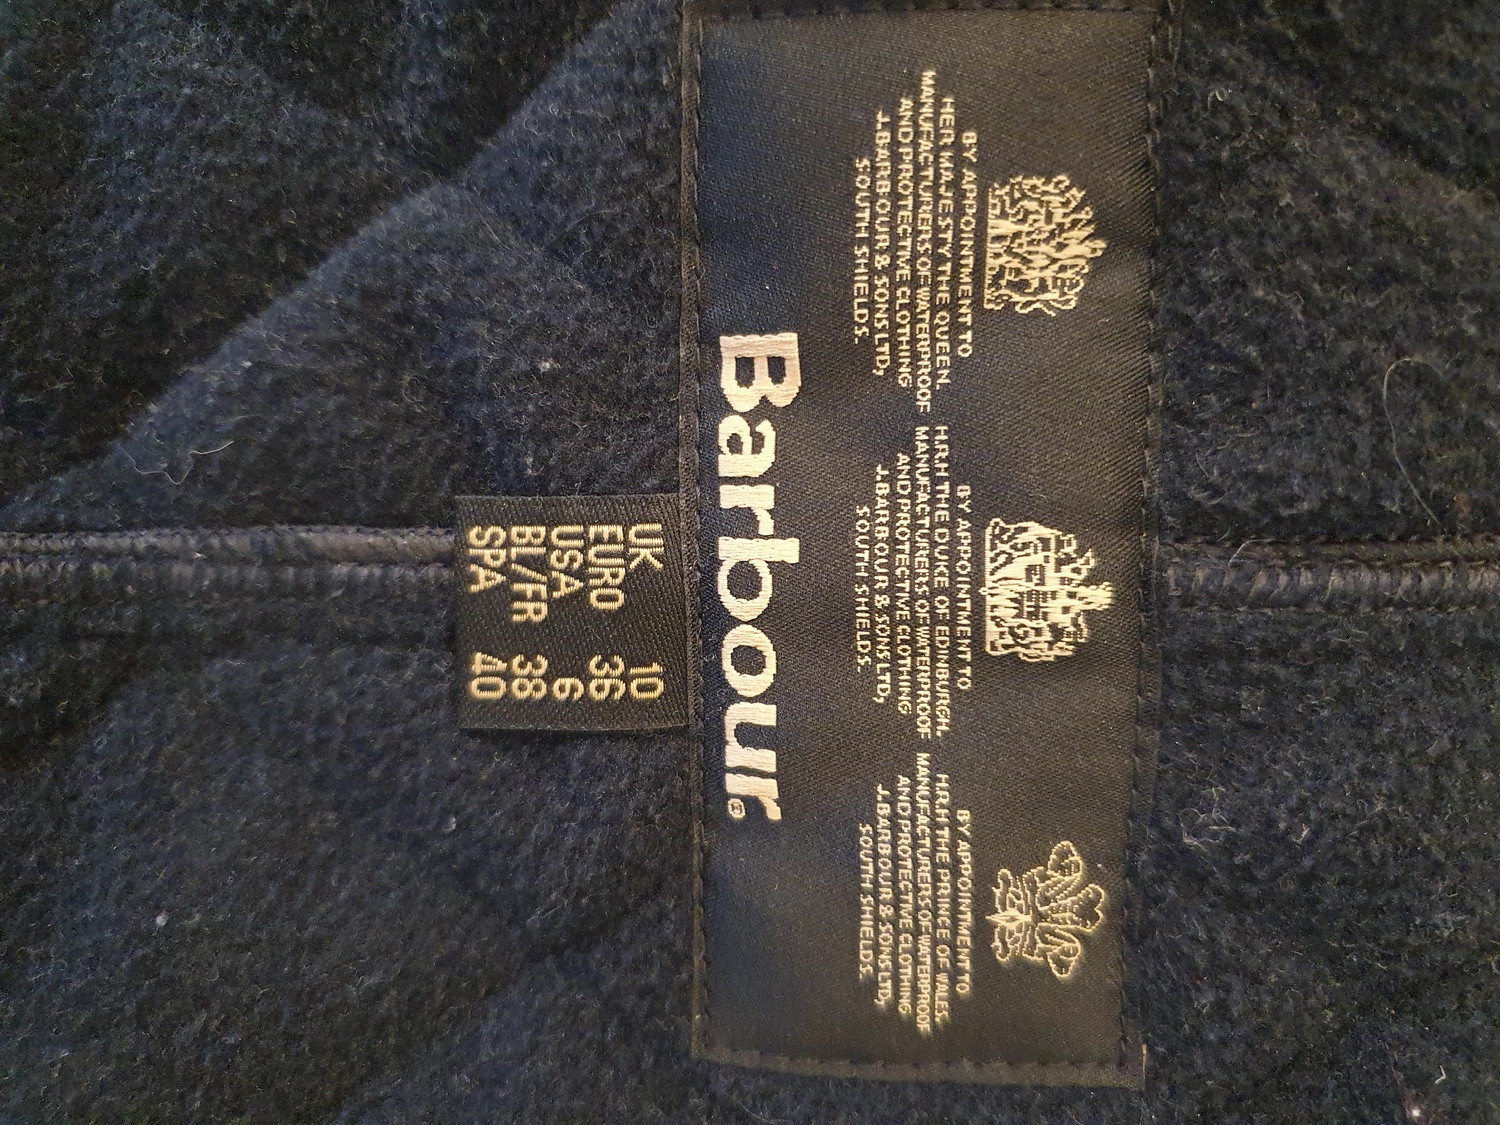 BY APPOINTMENT TO
HER MAJESTY THE QUEEN.
MANUFACTURERS OF WATERPROOF
AND PROTECTIVE CLOTHING
J.BARBOUR & SONS LTD,
SOUTH SHIELDS.
BY APPOINTMENT TO
H.R.H THE DUKE OF EDINBURGH.
MANUFACTURERS OF WATERPROOF
AND PROTECTIVE CLOTHING
J.BARBOUR & SONS LTD,
SOUTH SHIELDS.
BY APPOINTMENT TO
H.R.H THE PRINCE OF WALES.
MANUFACTURERS OF WATERPROOF
AND PROTECTIVE CLOTHING
J.BARBOUR & SONS LTD,
SOUTH SHIELDS.
Barbour®
UK 10
EURO 36
USA 6
BL/FR 38
SPA 40